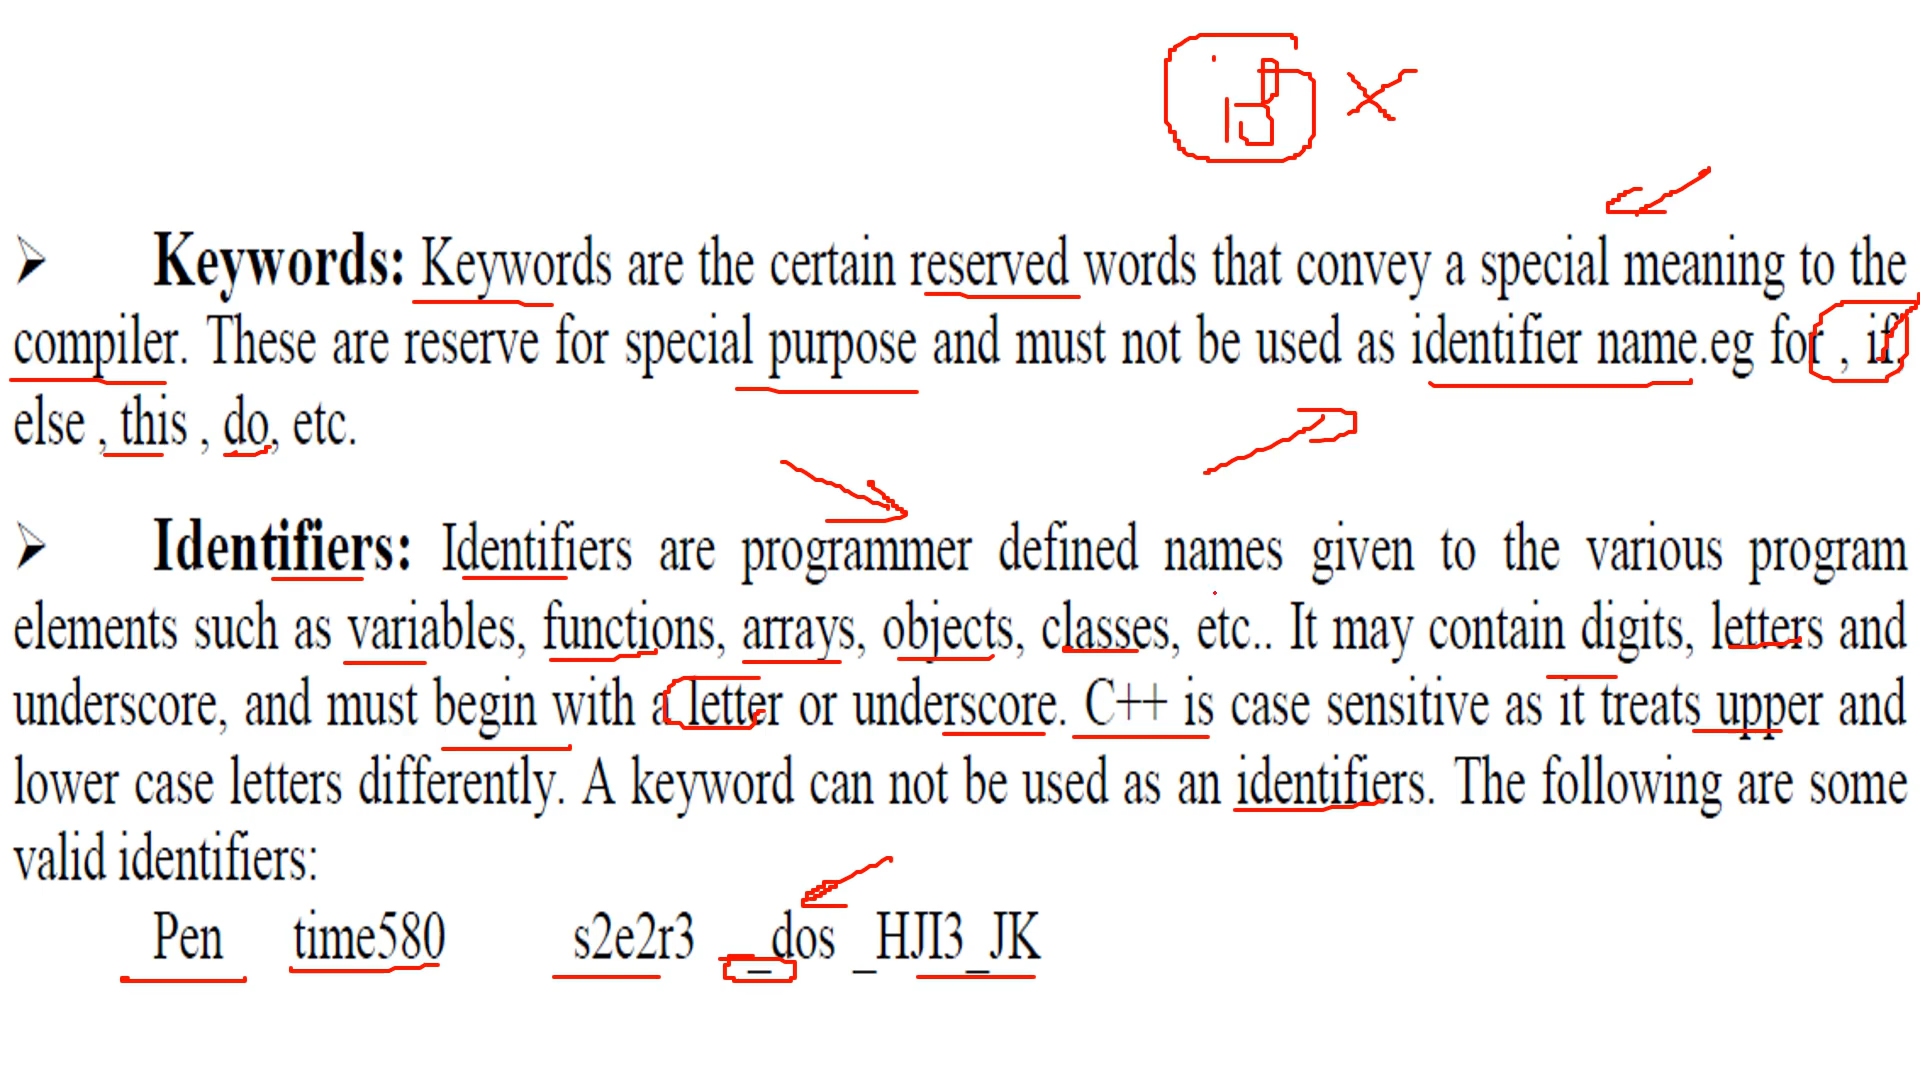 ➢ Keywords: Keywords are the certain reserved words that convey a special meaning to the
compiler. These are reserve for special purpose and must not be used as identifier name.eg for , if,
else , this , do, etc.
➢ Identifiers: Identifiers are programmer defined names given to the various program
elements such as variables, functions, arrays, objects, classes, etc.. It may contain digits, letters and
underscore, and must begin with a letter or underscore. C++ is case sensitive as it treats upper and
lower case letters differently. A keyword can not be used as an identifiers. The following are some
valid identifiers:
Pen time580 s2e2r3 _dos _HJI3_JK